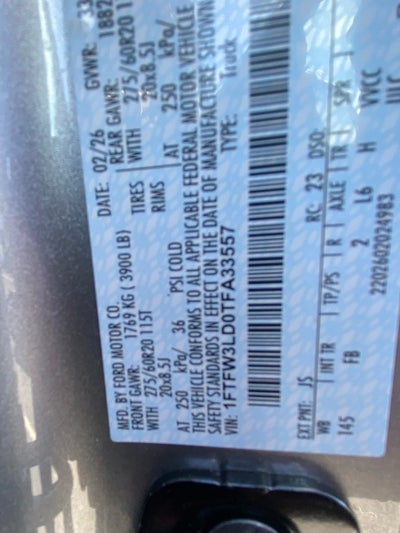 MFD. BY FORD MOTOR CO.
02/26
GVWR:
FRONT GAWR:
REAR GAWR:
1769 KG ( 3900 LB)
1882
WITH 275/60R20 115T TIRES
WITH 275/60R20
20x8.5J RIMS
20x8.5J
AT 250 kPa/ 36 PSI COLD
AT 250 kPa/
THIS VEHICLE CONFORMS TO ALL APPLICABLE FEDERAL MOTOR VEHICLE
SAFETY STANDARDS IN EFFECT ON THE DATE OF MANUFACTURE SHOWN
VIN: 1FTFW3LD0TFA33557
TYPE: Truck
EXT PNT: JS RC: 23 DSO:
WB INT TR TP/PS R AXLE TR SPR
145 FB 2 L6 H VVCC
2202602024983